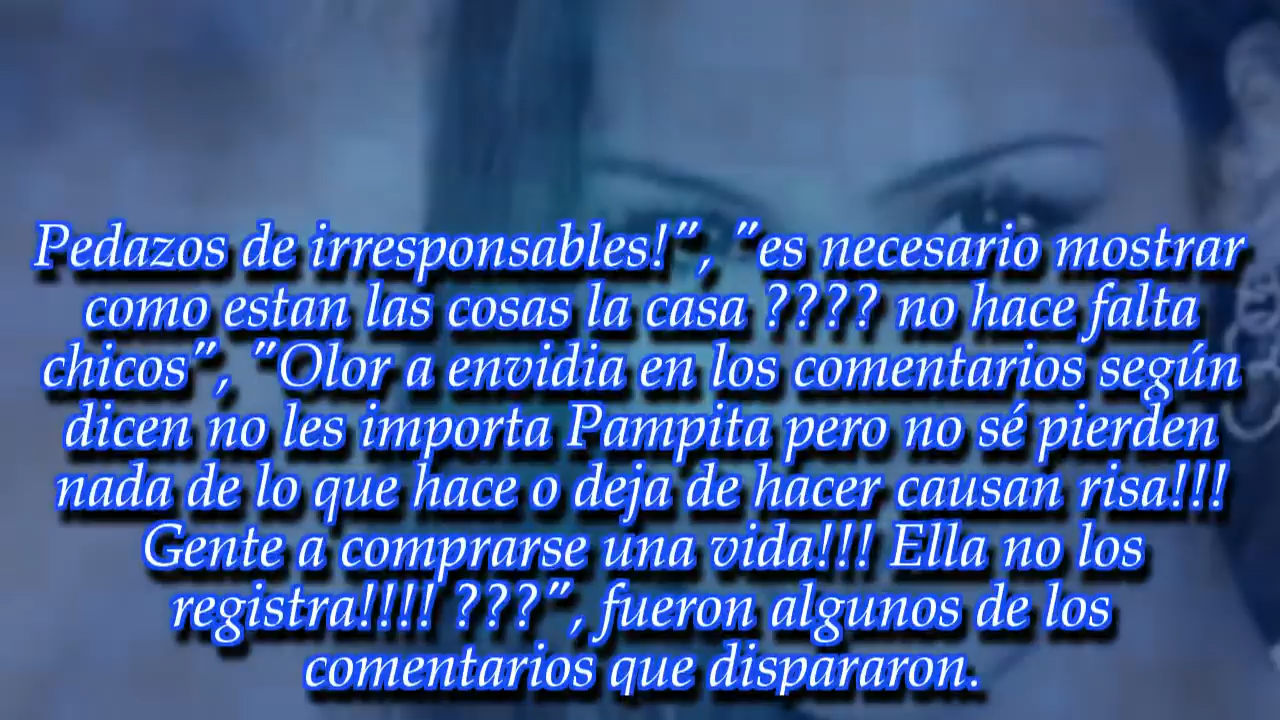 Pedazos de irresponsables!", "es necesario mostrar
como estan las cosas la casa ???? no hace falta
chicos", "Olor a envidia en los comentarios según
dicen no les importa Pampita pero no sé pierden
nada de lo que hace o deja de hacer causan risa!!!
Gente a comprarse una vida!!! Ella no los
registra!!!! ???", fueron algunos de los
comentarios que dispararon.